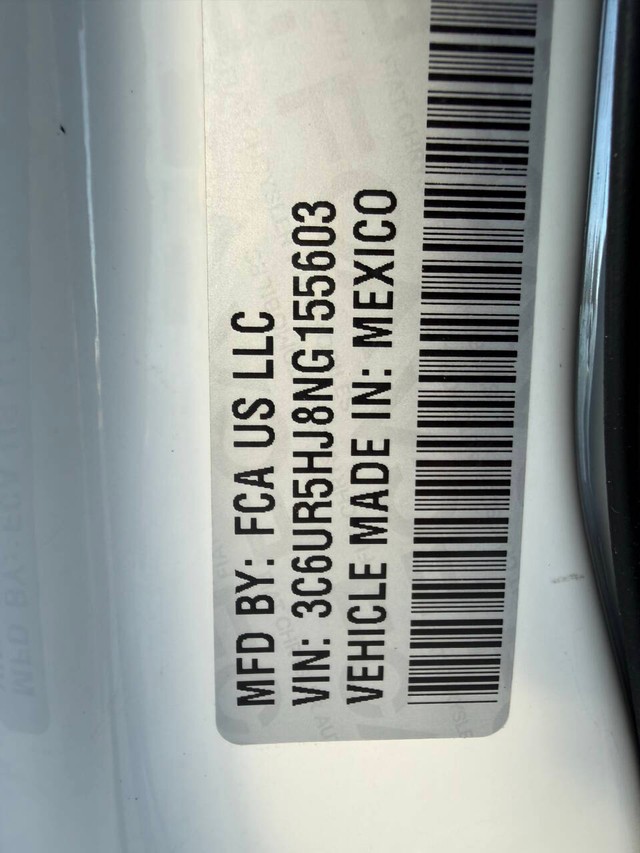 MFD BY: FCA US LLC
VIN: 3C6UR5HJ8NG155603
VEHICLE MADE IN: MEXICO